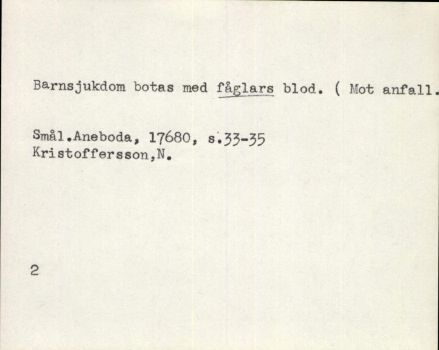 Barnsjukdom botas med fåglars blod. ( Mot anfall.
Smål.Aneboda, 17680, s.33-35
Kristoffersson,N.
2